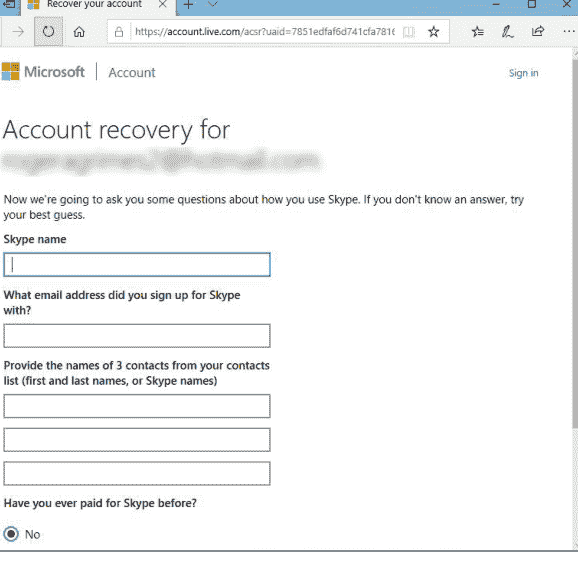 Recover your account
https://account.live.com/acsr?uaid=7851edfaf6d741cfa7816
Microsoft
Account
Sign in
Account recovery for
Now we're going to ask you some questions about how you use Skype. If you don't know an answer, try
your best guess.
Skype name
What email address did you sign up for Skype
with?
Provide the names of 3 contacts from your contacts
list (first and last names, or Skype names)
Have you ever paid for Skype before?
No